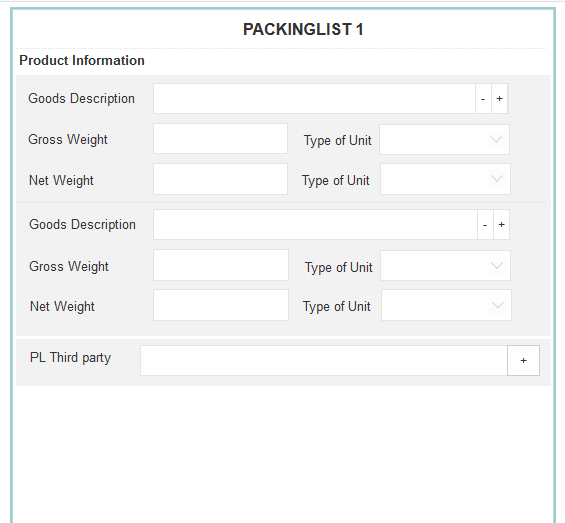 PACKINGLIST 1
Product Information
Goods Description - +
Gross Weight Type of Unit
Net Weight Type of Unit
Goods Description - +
Gross Weight Type of Unit
Net Weight Type of Unit
PL Third party +